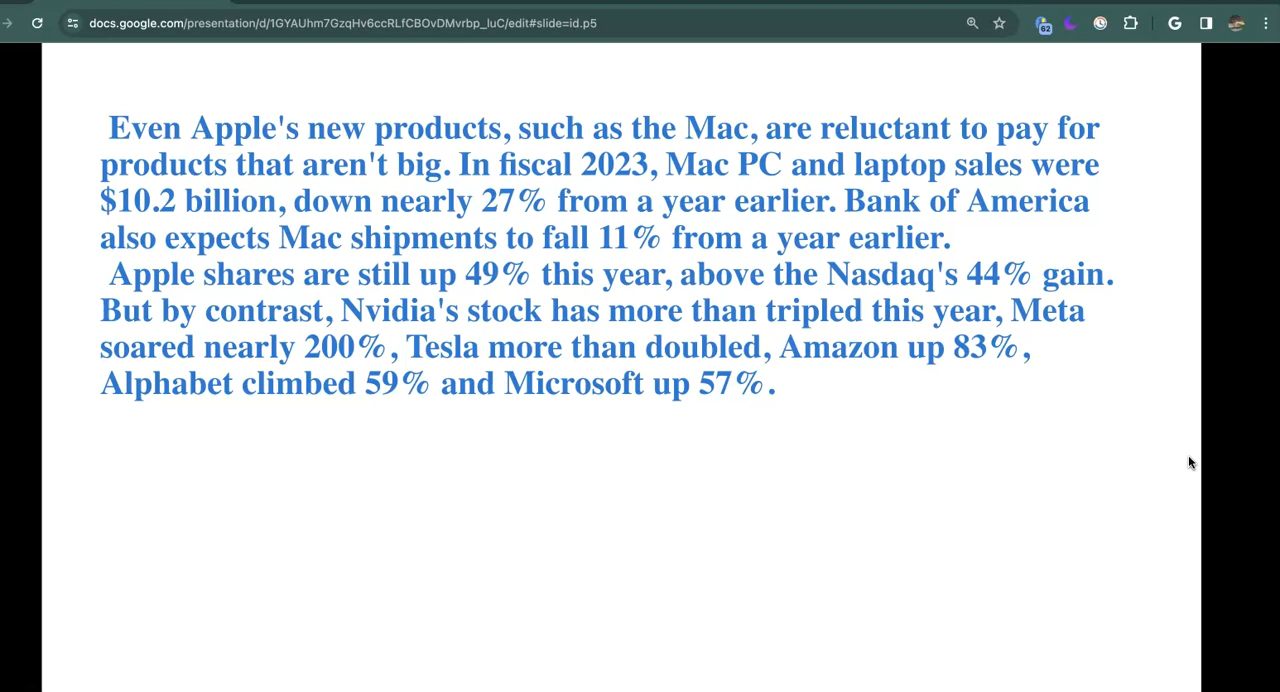 docs.google.com/presentation/d/1GYAUhm7GzqHv6ccRLfCBOvDMvrbp_luC/edit#slide=id.p5
62
Even Apple's new products, such as the Mac, are reluctant to pay for
products that aren't big. In fiscal 2023, Mac PC and laptop sales were
$10.2 billion, down nearly 27% from a year earlier. Bank of America
also expects Mac shipments to fall 11% from a year earlier.
Apple shares are still up 49% this year, above the Nasdaq's 44% gain.
But by contrast, Nvidia's stock has more than tripled this year, Meta
soared nearly 200%, Tesla more than doubled, Amazon up 83%,
Alphabet climbed 59% and Microsoft up 57%.